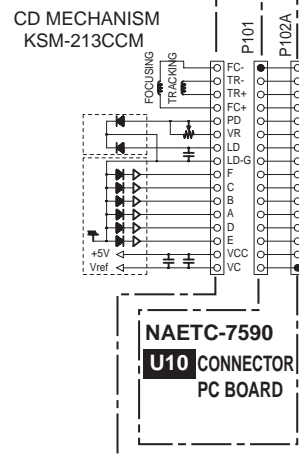 CD MECHANISM
KSM-213CCM
FOCUSING
TRACKING
P101
P102A
FC-
TR-
TR+
FC+
PD
VR
LD
LD-G
F
C
B
A
D
E
+5V
VCC
Vref
VC
NAETC-7590
U10 CONNECTOR
PC BOARD